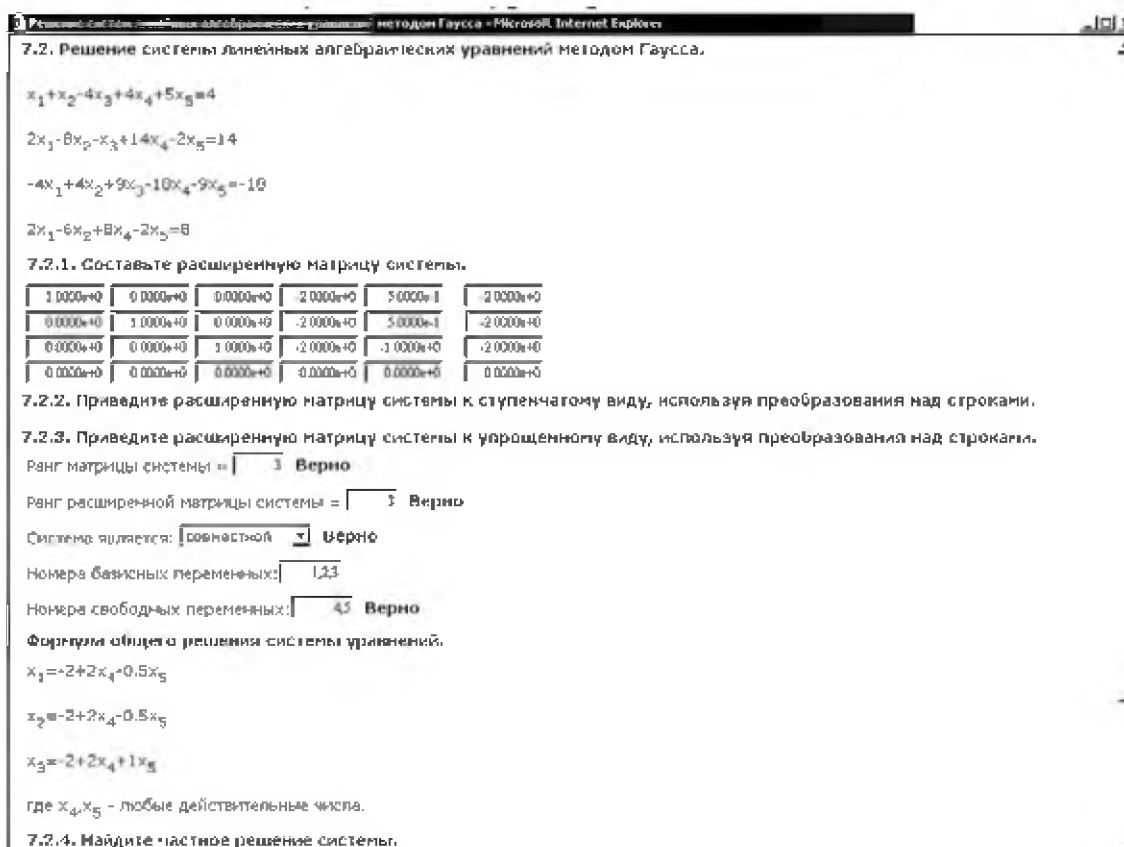 методом Гаусса - Microsoft Internet Explorer
7.2. Решение системы линейных алгебраических уравнений методом Гаусса.
x1+x2-4x3+4x4+5x5=4
2x1-8x2-x3+14x4-2x5=14
-4x1+4x2+9x3-18x4-9x5=-18
2x1-6x2+8x4-2x5=8
7.2.1. Составьте расширенную матрицу системы.
1.0000e+0 0.0000e+0 0.0000e+0 -2.0000e+0 5.0000e-1 -2.0000e+0
0.0000e+0 1.0000e+0 0.0000e+0 -2.0000e+0 5.0000e-1 -2.0000e+0
0.0000e+0 0.0000e+0 1.0000e+0 -2.0000e+0 -1.0000e+0 -2.0000e+0
0.0000e+0 0.0000e+0 0.0000e+0 0.0000e+0 0.0000e+0 0.0000e+0
7.2.2. Приведите расширенную матрицу системы к ступенчатому виду, используя преобразования над строками.
7.2.3. Приведите расширенную матрицу системы к упрощенному виду, используя преобразования над строками.
Ранг матрицы системы = 3 Верно
Ранг расширенной матрицы системы = 3 Верно
Система является: совместной Верно
Номера базисных переменных: 1,2,3
Номера свободных переменных: 4,5 Верно
Формула общего решения системы уравнений.
x1=-2+2x4-0.5x5
x2=-2+2x4-0.5x5
x3=-2+2x4+1x5
где x4,x5 - любые действительные числа.
7.2.4. Найдите частное решение системы.